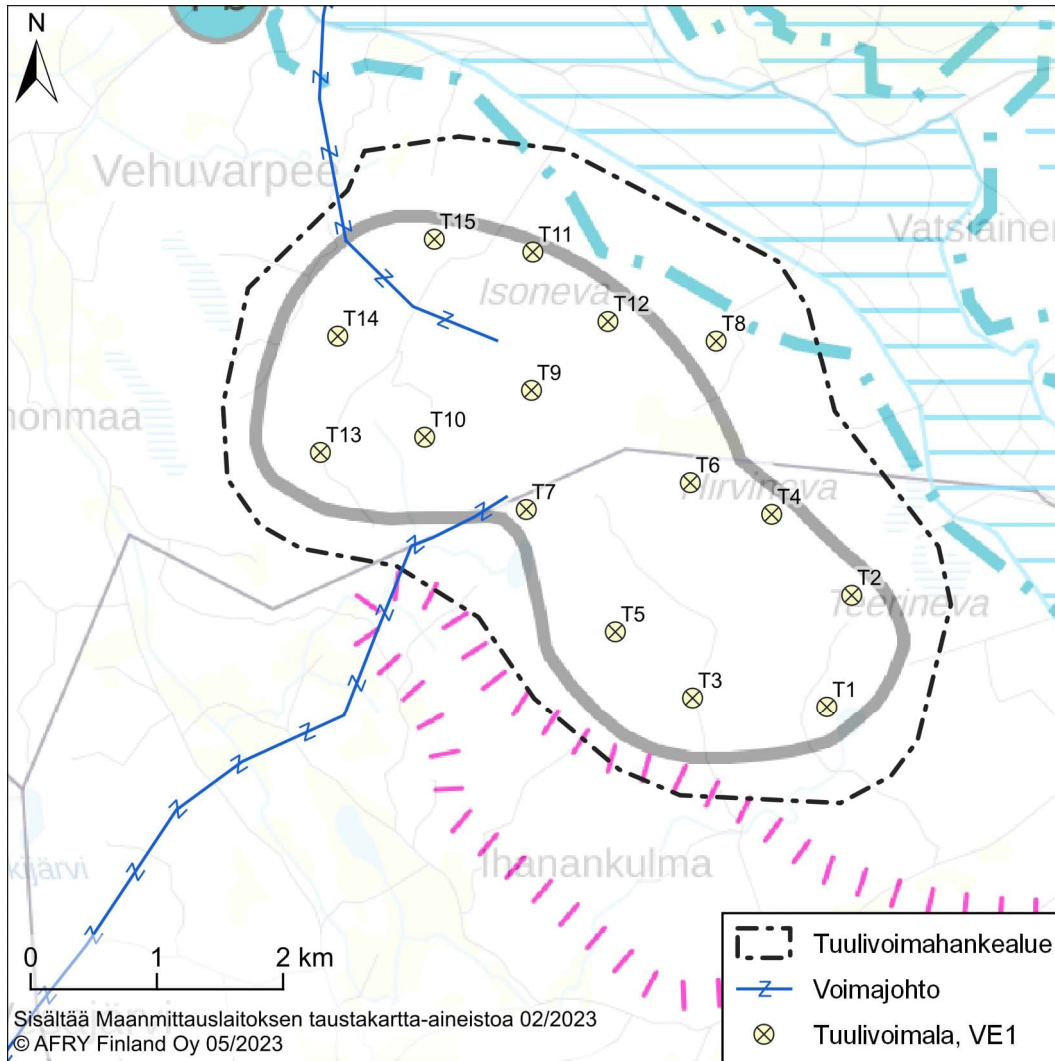 N
Vehuvarpee
Vatsiainen
T15
T11
Isoneva
T12
T14
T8
T9
honmaa
T10
T13
T6
Hirvineva
T7
T4
T2
Teerineva
T5
T3
T1
Ihanankulma
kijärvi
Tuulivoimahankealue
0 1 2 km
Voimajohto
Sisältää Maanmittauslaitoksen taustakartta-aineistoa 02/2023
© AFRY Finland Oy 05/2023
Tuulivoimala, VE1